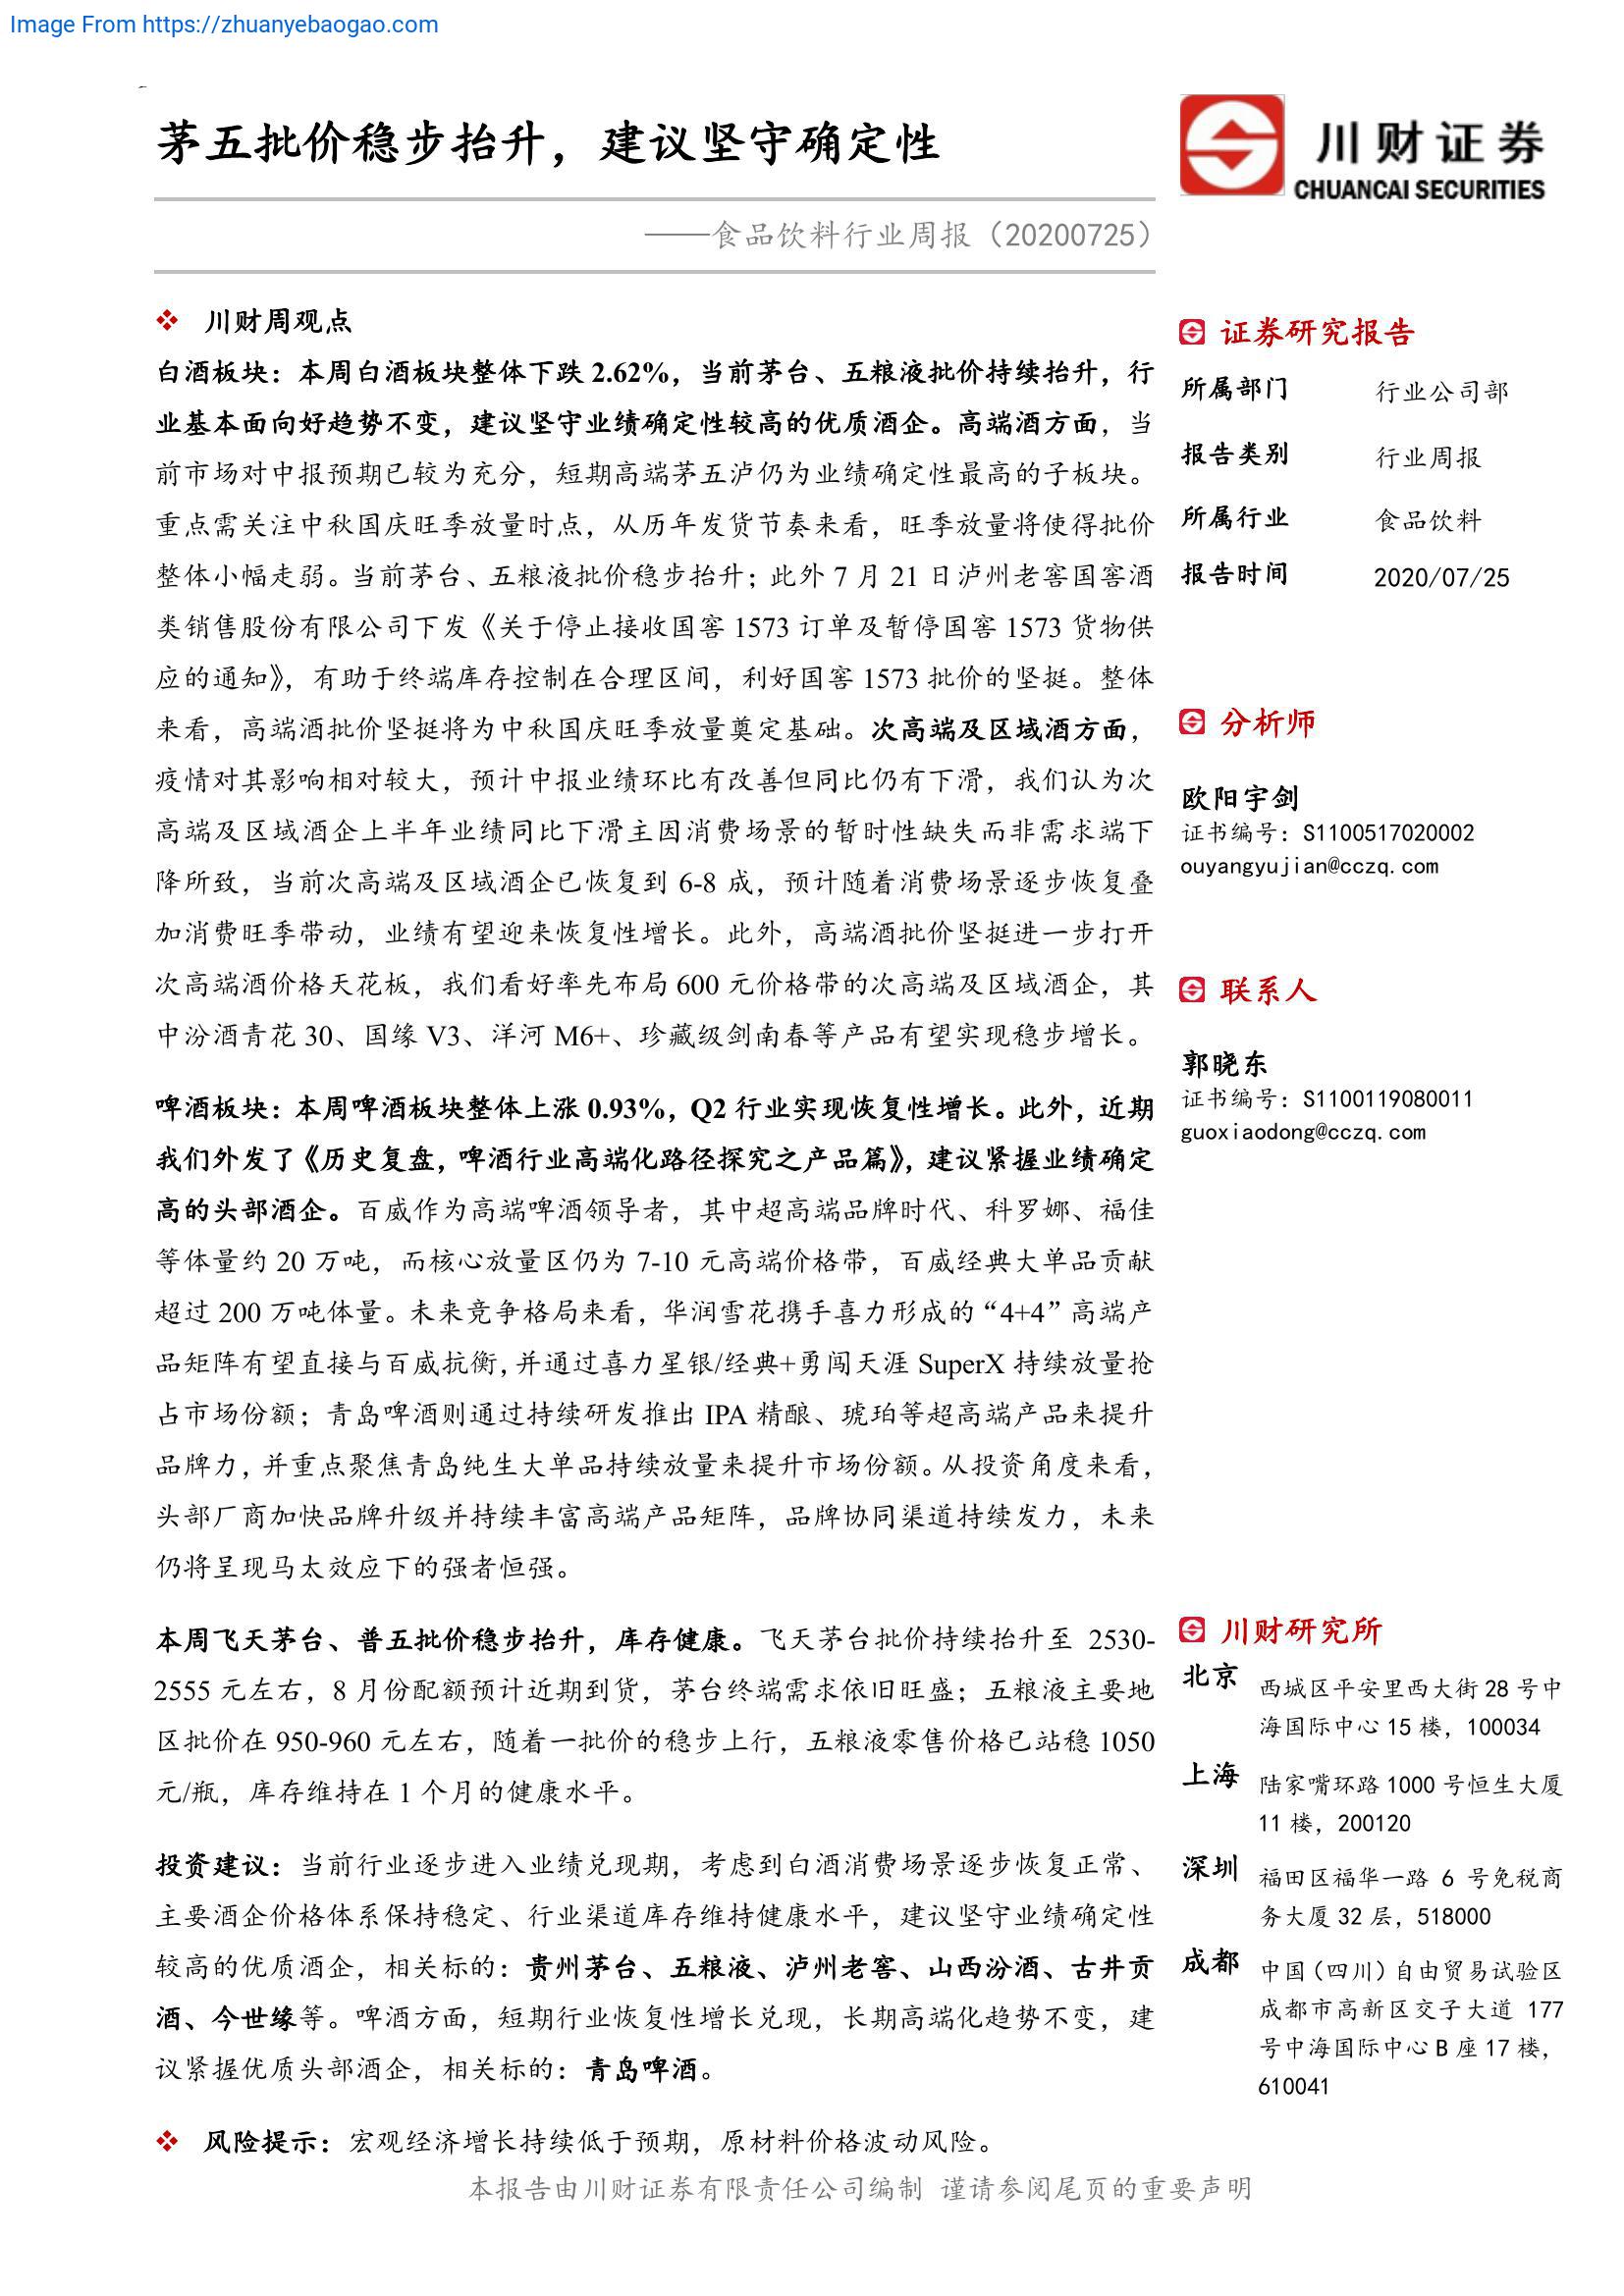 Image From https://zhuanyebaogao.com
茅五批价稳步抬升，建议坚守确定性
——食品饮料行业周报（20200725）
川财证券
CHUANCAI SECURITIES
川财周观点
白酒板块：本周白酒板块整体下跌 2.62%，当前茅台、五粮液批价持续抬升，行
业基本面向好趋势不变，建议坚守业绩确定性较高的优质酒企。高端酒方面，当
前市场对中报预期已较为充分，短期高端茅五泸仍为业绩确定性最高的子板块。
重点需关注中秋国庆旺季放量时点，从历年发货节奏来看，旺季放量将使得批价
整体小幅走弱。当前茅台、五粮液批价稳步抬升；此外 7 月 21 日泸州老窖国窖酒
类销售股份有限公司下发《关于停止接收国窖 1573 订单及暂停国窖 1573 货物供
应的通知》，有助于终端库存控制在合理区间，利好国窖 1573 批价的坚挺。整体
来看，高端酒批价坚挺将为中秋国庆旺季放量奠定基础。次高端及区域酒方面，
疫情对其影响相对较大，预计中报业绩环比有改善但同比仍有下滑，我们认为次
高端及区域酒企上半年业绩同比下滑主因消费场景的暂时性缺失而非需求端下
降所致，当前次高端及区域酒企已恢复到 6-8 成，预计随着消费场景逐步恢复叠
加消费旺季带动，业绩有望迎来恢复性增长。此外，高端酒批价坚挺进一步打开
次高端酒价格天花板，我们看好率先布局 600 元价格带的次高端及区域酒企，其
中汾酒青花 30、国缘 V3、洋河 M6+、珍藏级剑南春等产品有望实现稳步增长。
啤酒板块：本周啤酒板块整体上涨 0.93%，Q2 行业实现恢复性增长。此外，近期
我们外发了《历史复盘，啤酒行业高端化路径探究之产品篇》，建议紧握业绩确定
高的头部酒企。百威作为高端啤酒领导者，其中超高端品牌时代、科罗娜、福佳
等体量约 20 万吨，而核心放量区仍为 7-10 元高端价格带，百威经典大单品贡献
超过 200 万吨体量。未来竞争格局来看，华润雪花携手喜力形成的“4+4”高端产
品矩阵有望直接与百威抗衡，并通过喜力星银/经典+勇闯天涯 SuperX 持续放量抢
占市场份额；青岛啤酒则通过持续研发推出 IPA 精酿、琥珀等超高端产品来提升
品牌力，并重点聚焦青岛纯生大单品持续放量来提升市场份额。从投资角度来看，
头部厂商加快品牌升级并持续丰富高端产品矩阵，品牌协同渠道持续发力，未来
仍将呈现马太效应下的强者恒强。
本周飞天茅台、普五批价稳步抬升，库存健康。飞天茅台批价持续抬升至 2530-
2555 元左右，8 月份配额预计近期到货，茅台终端需求依旧旺盛；五粮液主要地
区批价在 950-960 元左右，随着一批价的稳步上行，五粮液零售价格已站稳 1050
元/瓶，库存维持在 1 个月的健康水平。
投资建议：当前行业逐步进入业绩兑现期，考虑到白酒消费场景逐步恢复正常、
主要酒企价格体系保持稳定、行业渠道库存维持健康水平，建议坚守业绩确定性
较高的优质酒企，相关标的：贵州茅台、五粮液、泸州老窖、山西汾酒、古井贡
酒、今世缘等。啤酒方面，短期行业恢复性增长兑现，长期高端化趋势不变，建
议紧握优质头部酒企，相关标的：青岛啤酒。
风险提示：宏观经济增长持续低于预期，原材料价格波动风险。
证券研究报告
所属部门 行业公司部
报告类别 行业周报
所属行业 食品饮料
报告时间 2020/07/25
分析师
欧阳宇剑
证书编号：S1100517020002
ouyangyujian@cczq.com
联系人
郭晓东
证书编号：S1100119080011
guoxiaodong@cczq.com
川财研究所
北京 西城区平安里西大街 28 号中
海国际中心 15 楼，100034
上海 陆家嘴环路 1000 号恒生大厦
11 楼，200120
深圳 福田区福华一路 6 号免税商
务大厦 32 层，518000
成都 中国（四川）自由贸易试验区
成都市高新区交子大道 177
号中海国际中心 B 座 17 楼，
610041
本报告由川财证券有限责任公司编制 谨请参阅尾页的重要声明